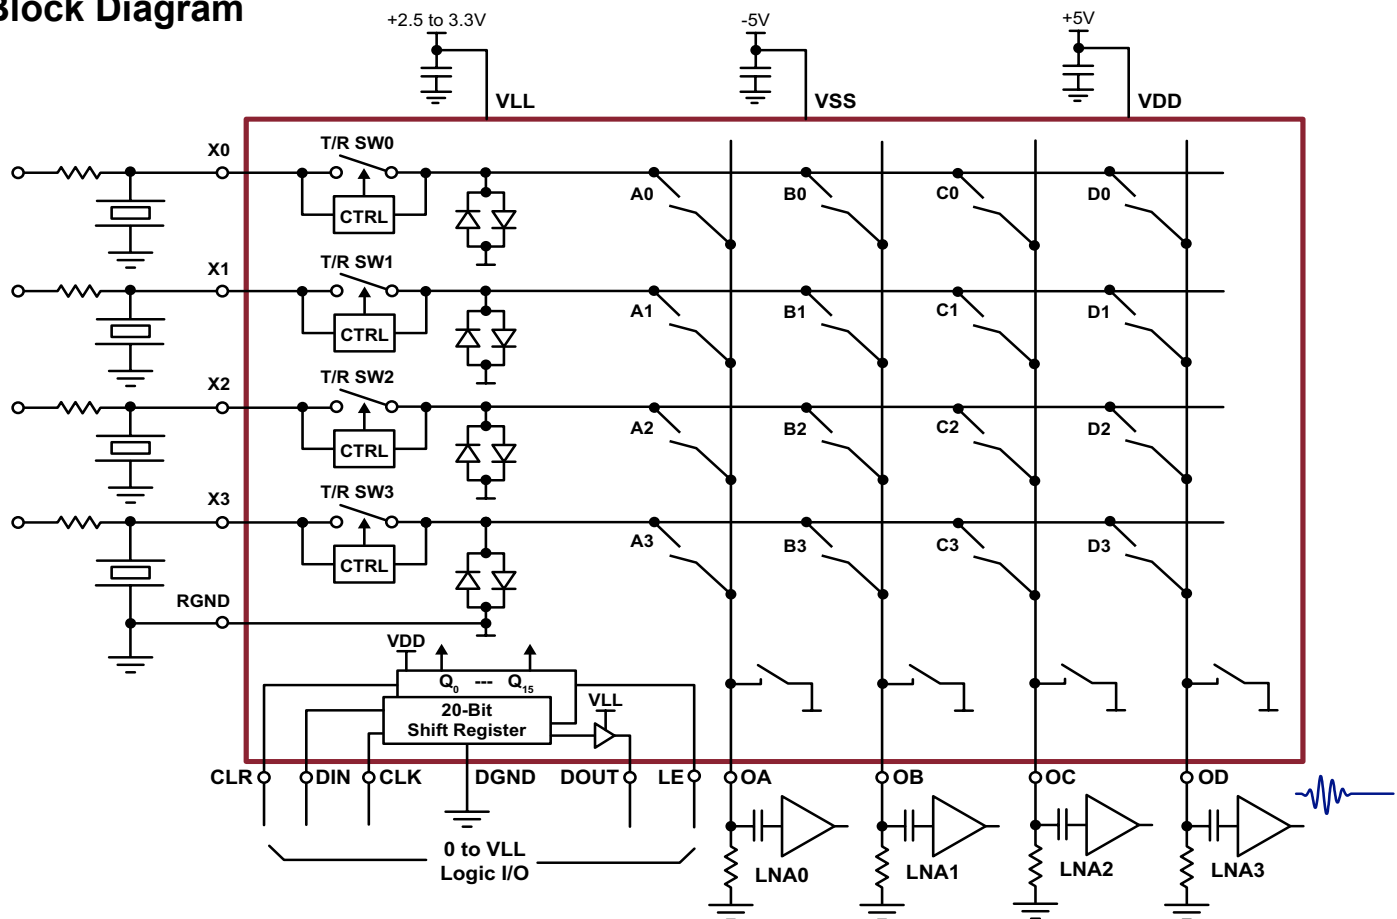 Block Diagram
+2.5 to 3.3V
-5V
+5V
VLL
VSS
VDD
X0
T/R SW0
CTRL
A0
B0
C0
D0
X1
T/R SW1
CTRL
A1
B1
C1
D1
X2
T/R SW2
CTRL
A2
B2
C2
D2
X3
T/R SW3
CTRL
A3
B3
C3
D3
RGND
VDD
Q0 --- Q15
VLL
20-Bit
Shift Register
CLR
DIN
CLK
DGND
DOUT
LE
OA
OB
OC
OD
0 to VLL
Logic I/O
LNA0
LNA1
LNA2
LNA3